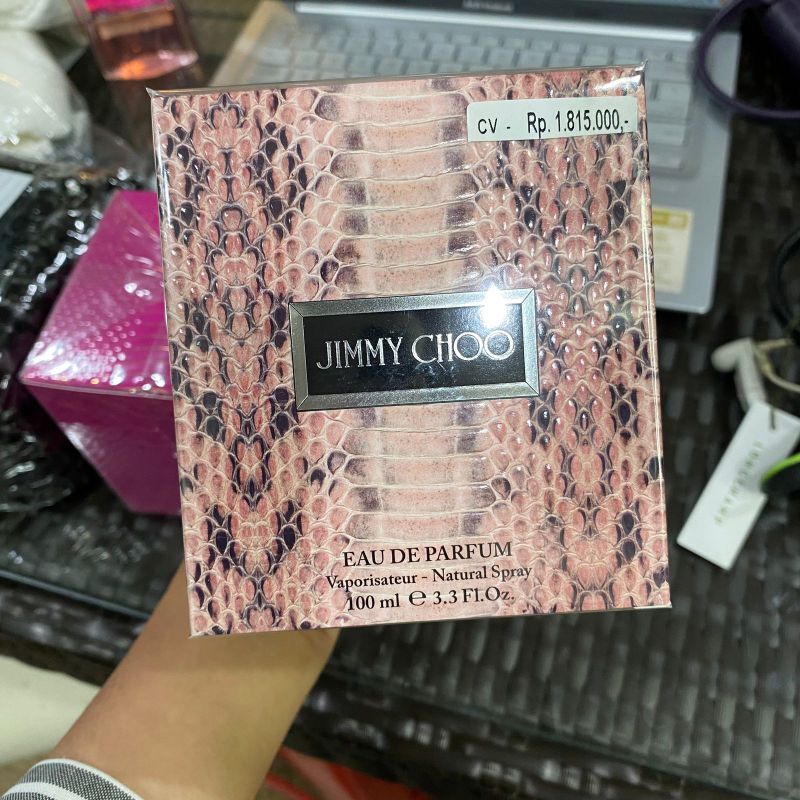 CV - Rp. 1.815.000,-
JIMMY CHOO
EAU DE PARFUM
Vaporisateur - Natural Spray
100 ml ℮ 3.3 Fl.Oz.